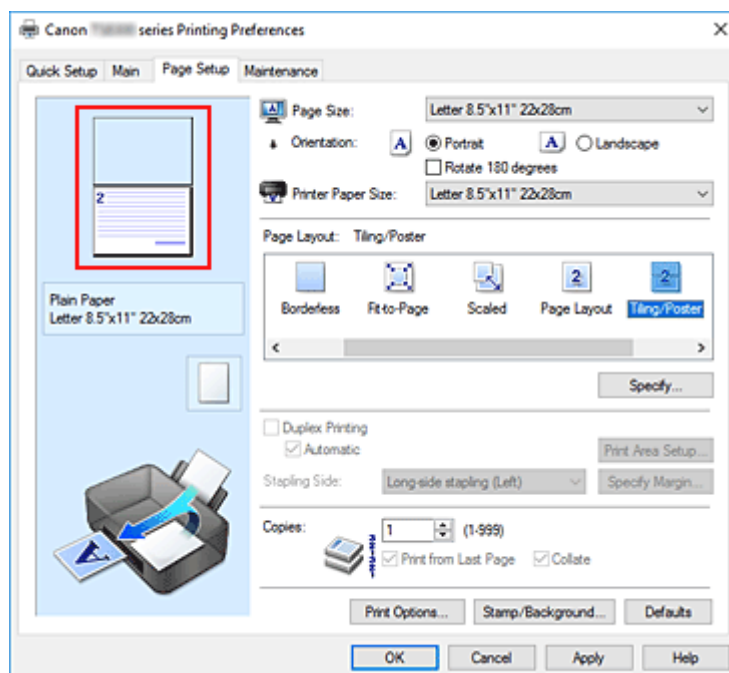 Canon series Printing Preferences
Quick Setup Main Page Setup Maintenance
2
Plain Paper
Letter 8.5"x11" 22x28cm
A
Page Size: Letter 8.5"x11" 22x28cm
Orientation: A Portrait A Landscape
Rotate 180 degrees
Printer Paper Size: Letter 8.5"x11" 22x28cm
Page Layout: Tiling/Poster
2 2
Borderless Fit-to-Page Scaled Page Layout Tiling/Poster
Specify...
Duplex Printing
Automatic Print Area Setup...
Stapling Side: Long-side stapling (Left) Specify Margin...
Copies: 1 (1-999)
Print from Last Page Collate
Print Options... Stamp/Background... Defaults
OK Cancel Apply Help